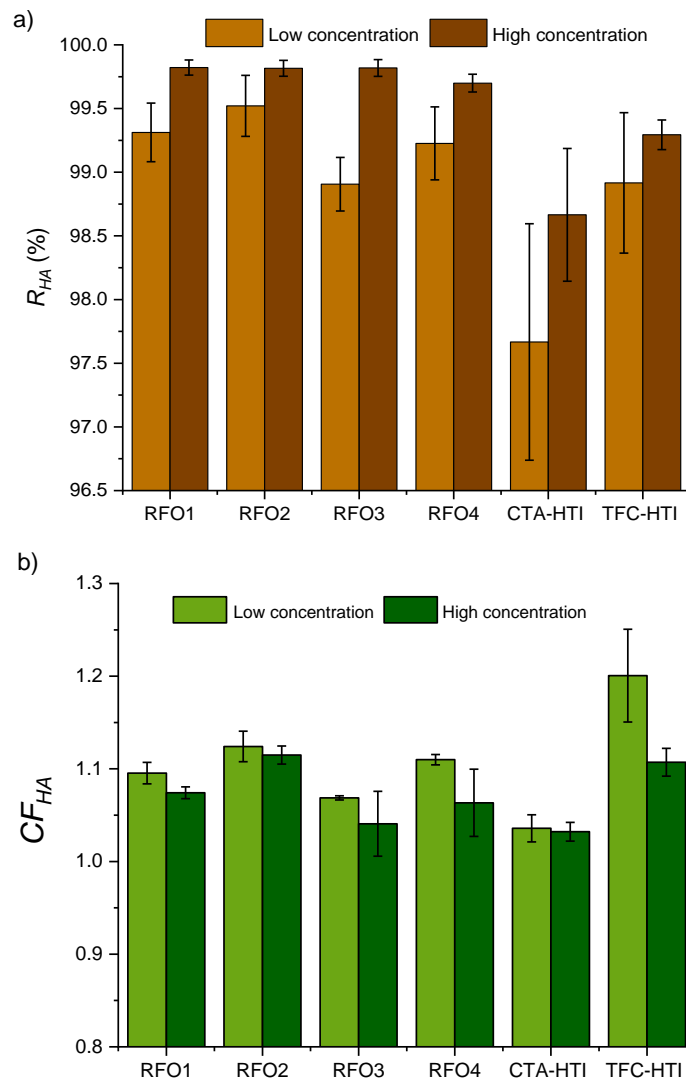 a)
Low concentration High concentration
100.0
99.5
99.0
98.5
98.0
97.5
97.0
96.5
R_HA (%)
RFO1 RFO2 RFO3 RFO4 CTA-HTI TFC-HTI
b)
Low concentration High concentration
1.3
1.2
1.1
1.0
0.9
0.8
CF_HA
RFO1 RFO2 RFO3 RFO4 CTA-HTI TFC-HTI